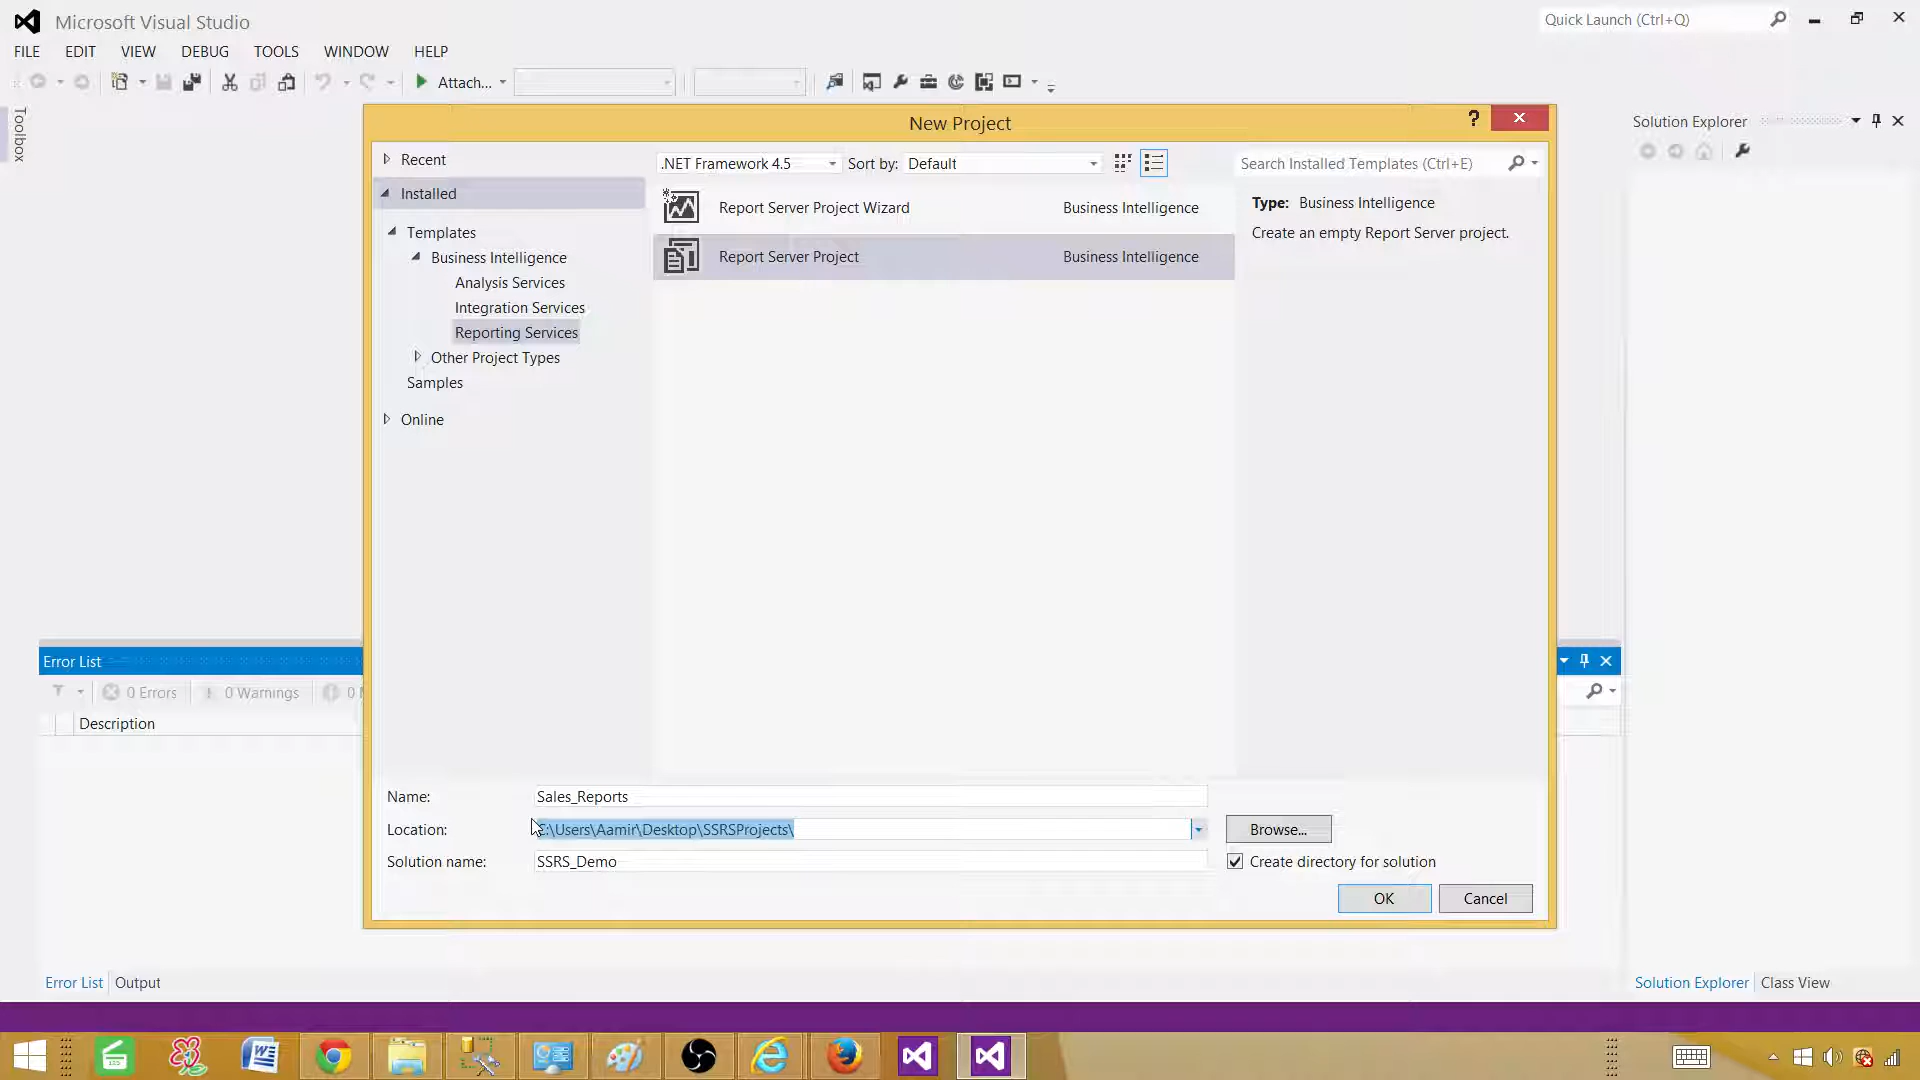 Microsoft Visual Studio
Quick Launch (Ctrl+Q)
FILE EDIT VIEW DEBUG TOOLS WINDOW HELP
Attach...
Toolbox
New Project
?
Solution Explorer
Recent
.NET Framework 4.5 Sort by: Default
Search Installed Templates (Ctrl+E)
Installed
Report Server Project Wizard Business Intelligence
Type: Business Intelligence
Templates
Create an empty Report Server project.
Business Intelligence
Report Server Project Business Intelligence
Analysis Services
Integration Services
Reporting Services
Other Project Types
Samples
Online
Error List
0 Errors 0 Warnings 0
Description
Name: Sales_Reports
Location: C:\Users\Aamir\Desktop\SSRSProjects\ Browse...
Solution name: SSRS_Demo Create directory for solution
OK Cancel
Error List Output
Solution Explorer Class View